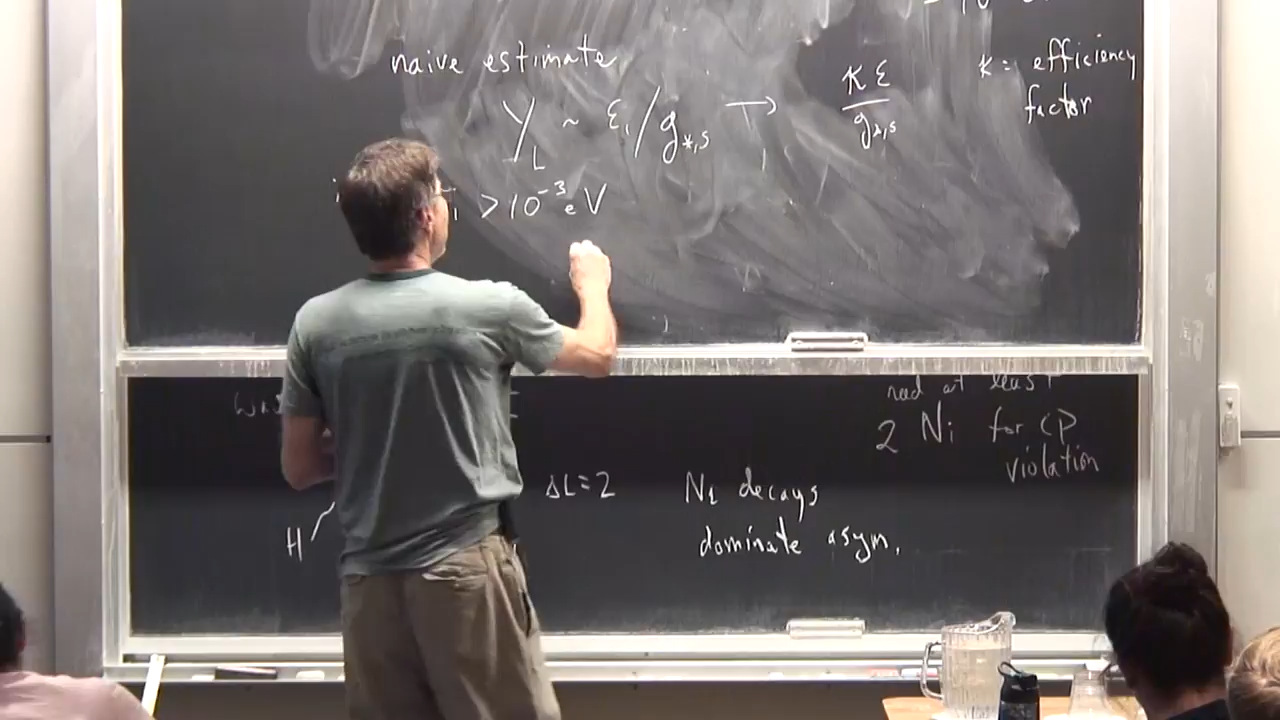 naive estimate
Y_L ~ ε_1/g_{*,s} → κε/g_{*,s}
κ = efficiency
factor
> 10^{-3} eV
need at least
2 N_i for CP
violation
ΔL=2
N_1 decays
dominate asym.
H